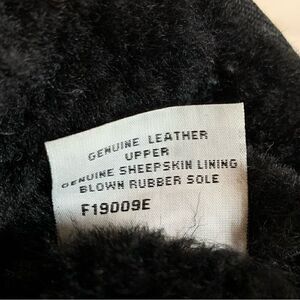 GENUINE LEATHER
UPPER
GENUINE SHEEPSKIN LINING
BLOWN RUBBER SOLE
F19009E